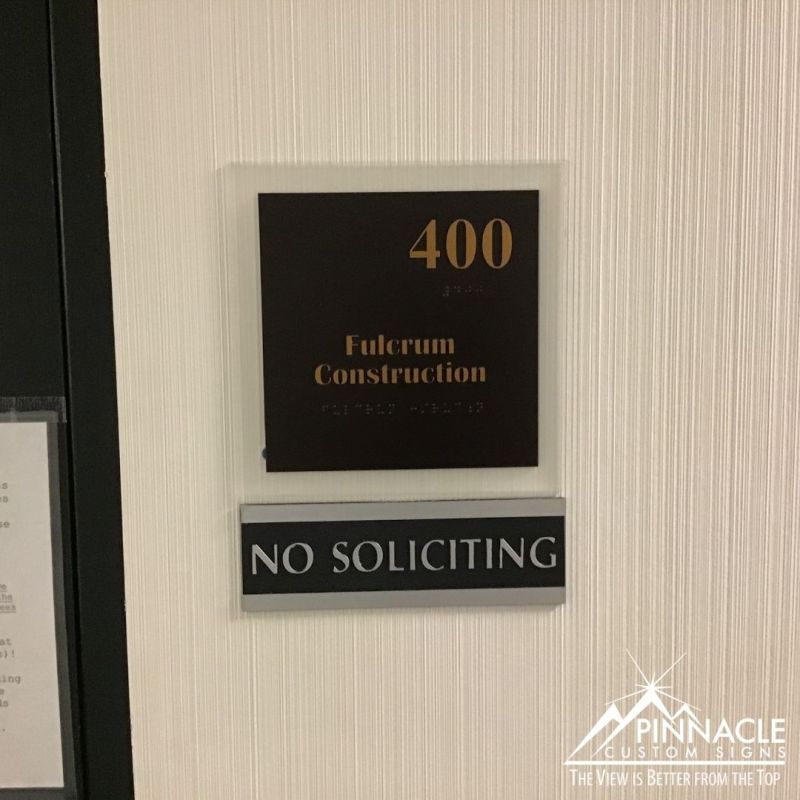 400
Fulcrum
Construction
NO SOLICITING
PINNACLE
CUSTOM SIGNS
THE VIEW IS BETTER FROM THE TOP